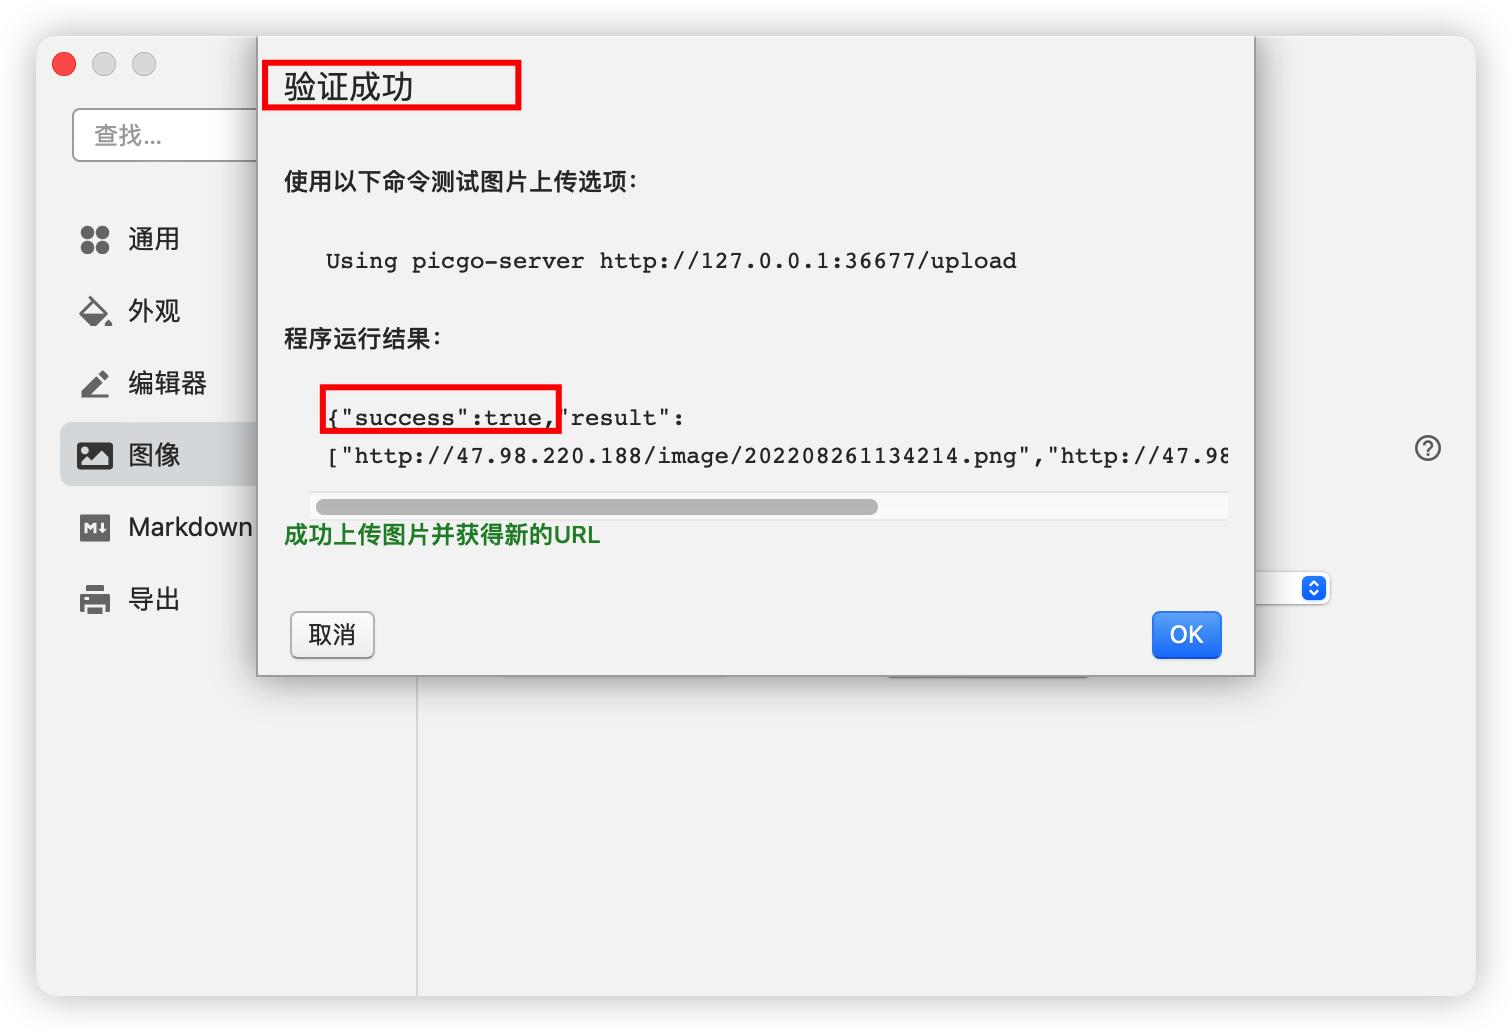 验证成功
查找...
使用以下命令测试图片上传选项：
通用
Using picgo-server http://127.0.0.1:36677/upload
外观
程序运行结果：
编辑器
{"success":true,"result":
["http://47.98.220.188/image/202208261134214.png","http://47.98
图像
Markdown
成功上传图片并获得新的URL
导出
取消
OK